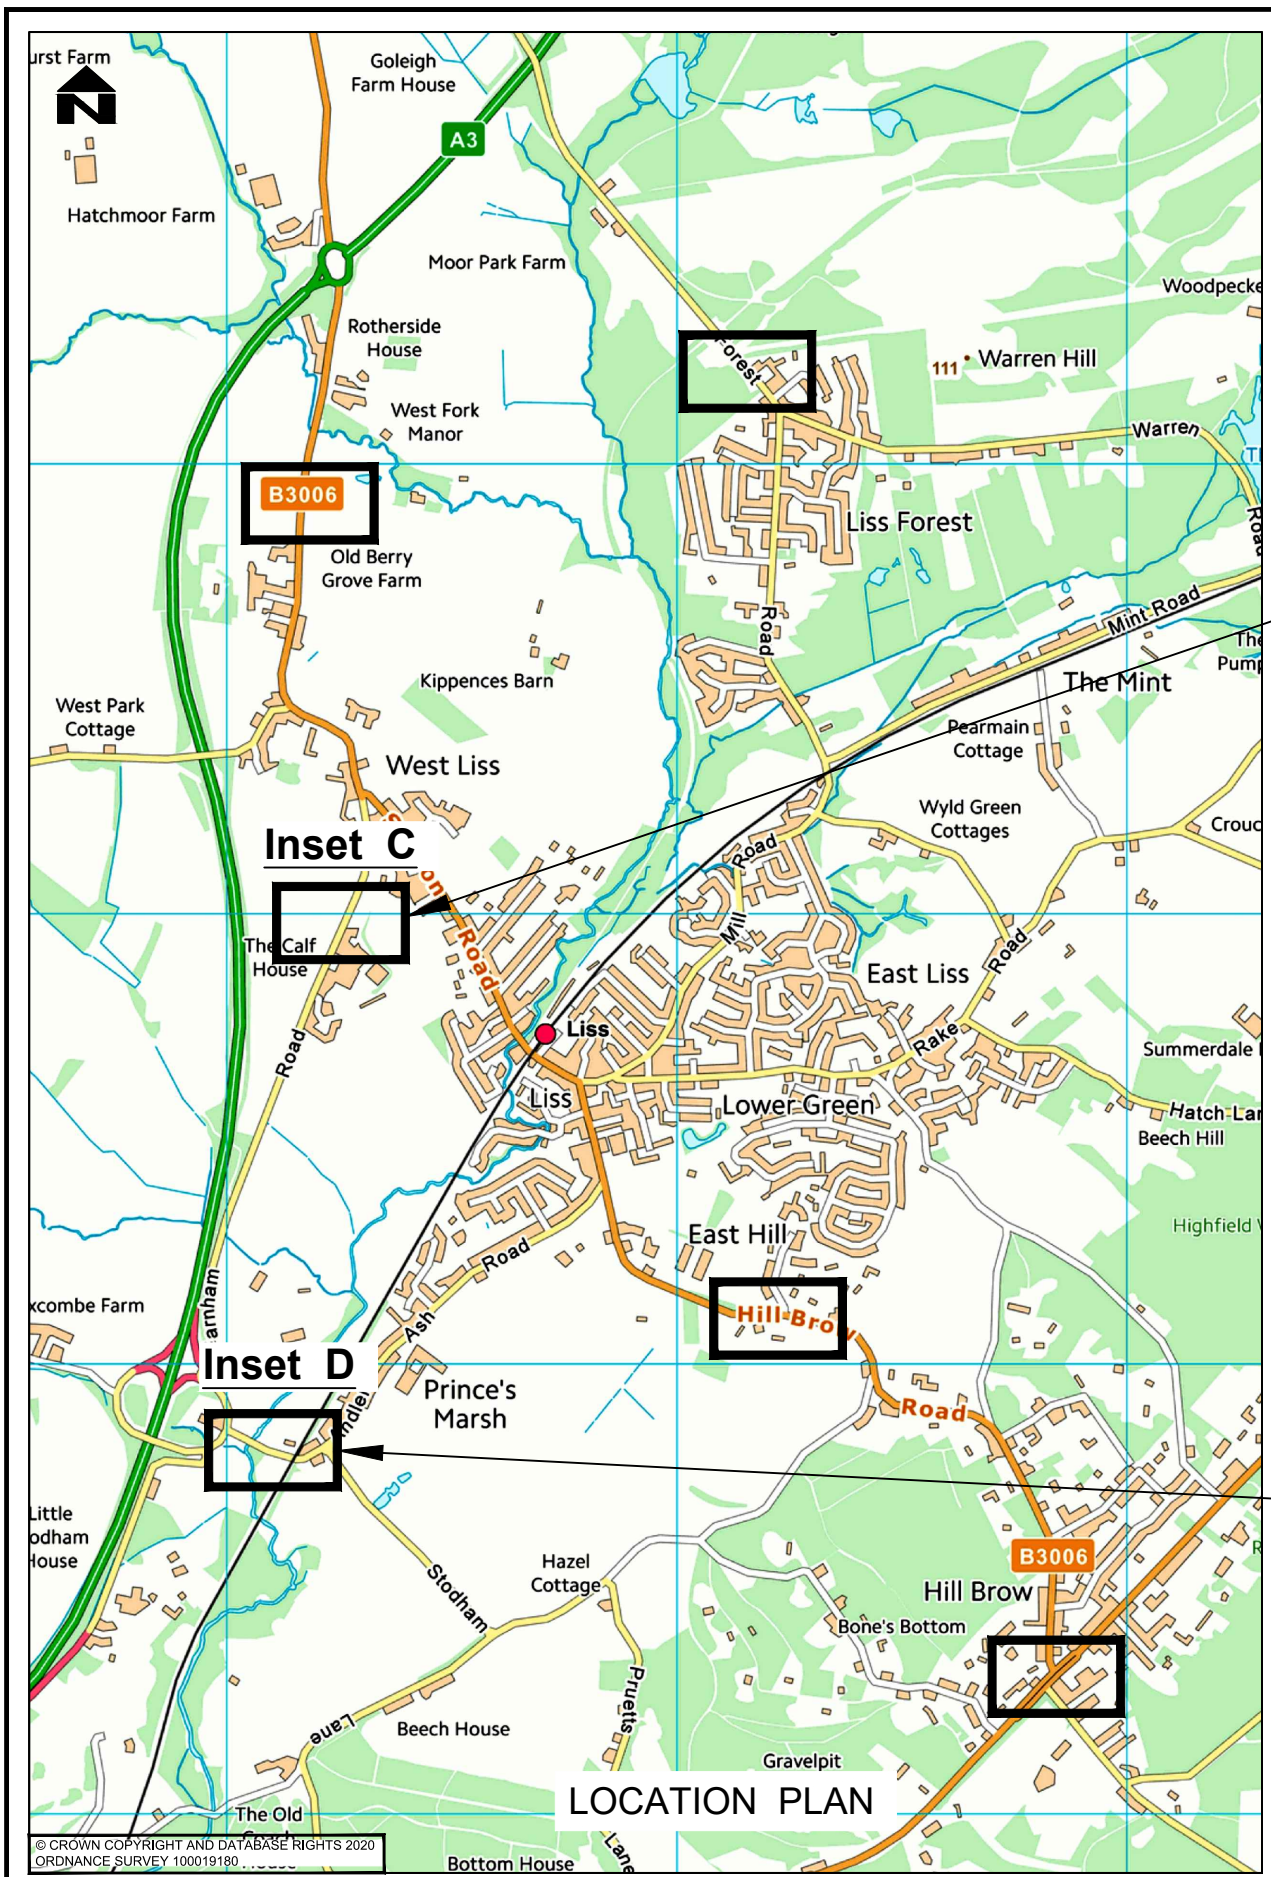 urst Farm
N
Goleigh
Farm House
A3
Hatchmoor Farm
Moor Park Farm
Woodpecke
Rotherside
House
Forest
111
Warren Hill
West Fork
Manor
Warren
B3006
Liss Forest
Road
Old Berry
Grove Farm
Road
Mint Road
The
Pump
Kippences Barn
The Mint
West Park
Cottage
Pearmain
Cottage
West Liss
Wyld Green
Cottages
Crouc
Inset C
Road
Mill
The Calf
House
Road
East Liss
Road
Liss
Rake
Summerdale
Road
Liss
Lower Green
Hatch Lan
Beech Hill
East Hill
Highfield
Road
xcombe Farm
arnham
Ash
Hill Brow
Inset D
Prince's
Marsh
Andle
Road
Little
odham
House
Stodham
Hazel
Cottage
B3006
Hill Brow
Bone's Bottom
Pruetts
Lane
Beech House
Gravelpit
LOCATION PLAN
The Old
Lane
© CROWN COPYRIGHT AND DATABASE RIGHTS 2020
ORDNANCE SURVEY 100019180
Bottom House